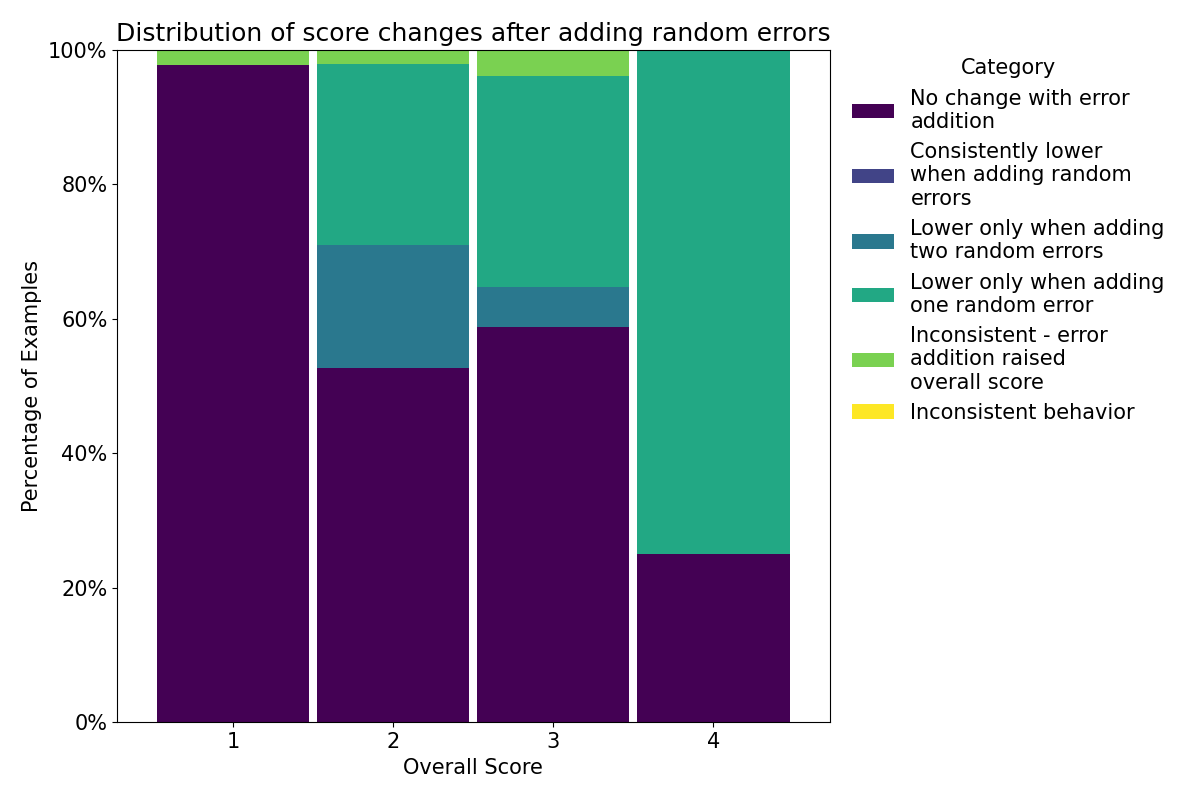 Distribution of score changes after adding random errors
100%
80%
60%
40%
20%
0%
Percentage of Examples
1
2
3
4
Overall Score
Category
No change with error
addition
Consistently lower
when adding random
errors
Lower only when adding
two random errors
Lower only when adding
one random error
Inconsistent - error
addition raised
overall score
Inconsistent behavior